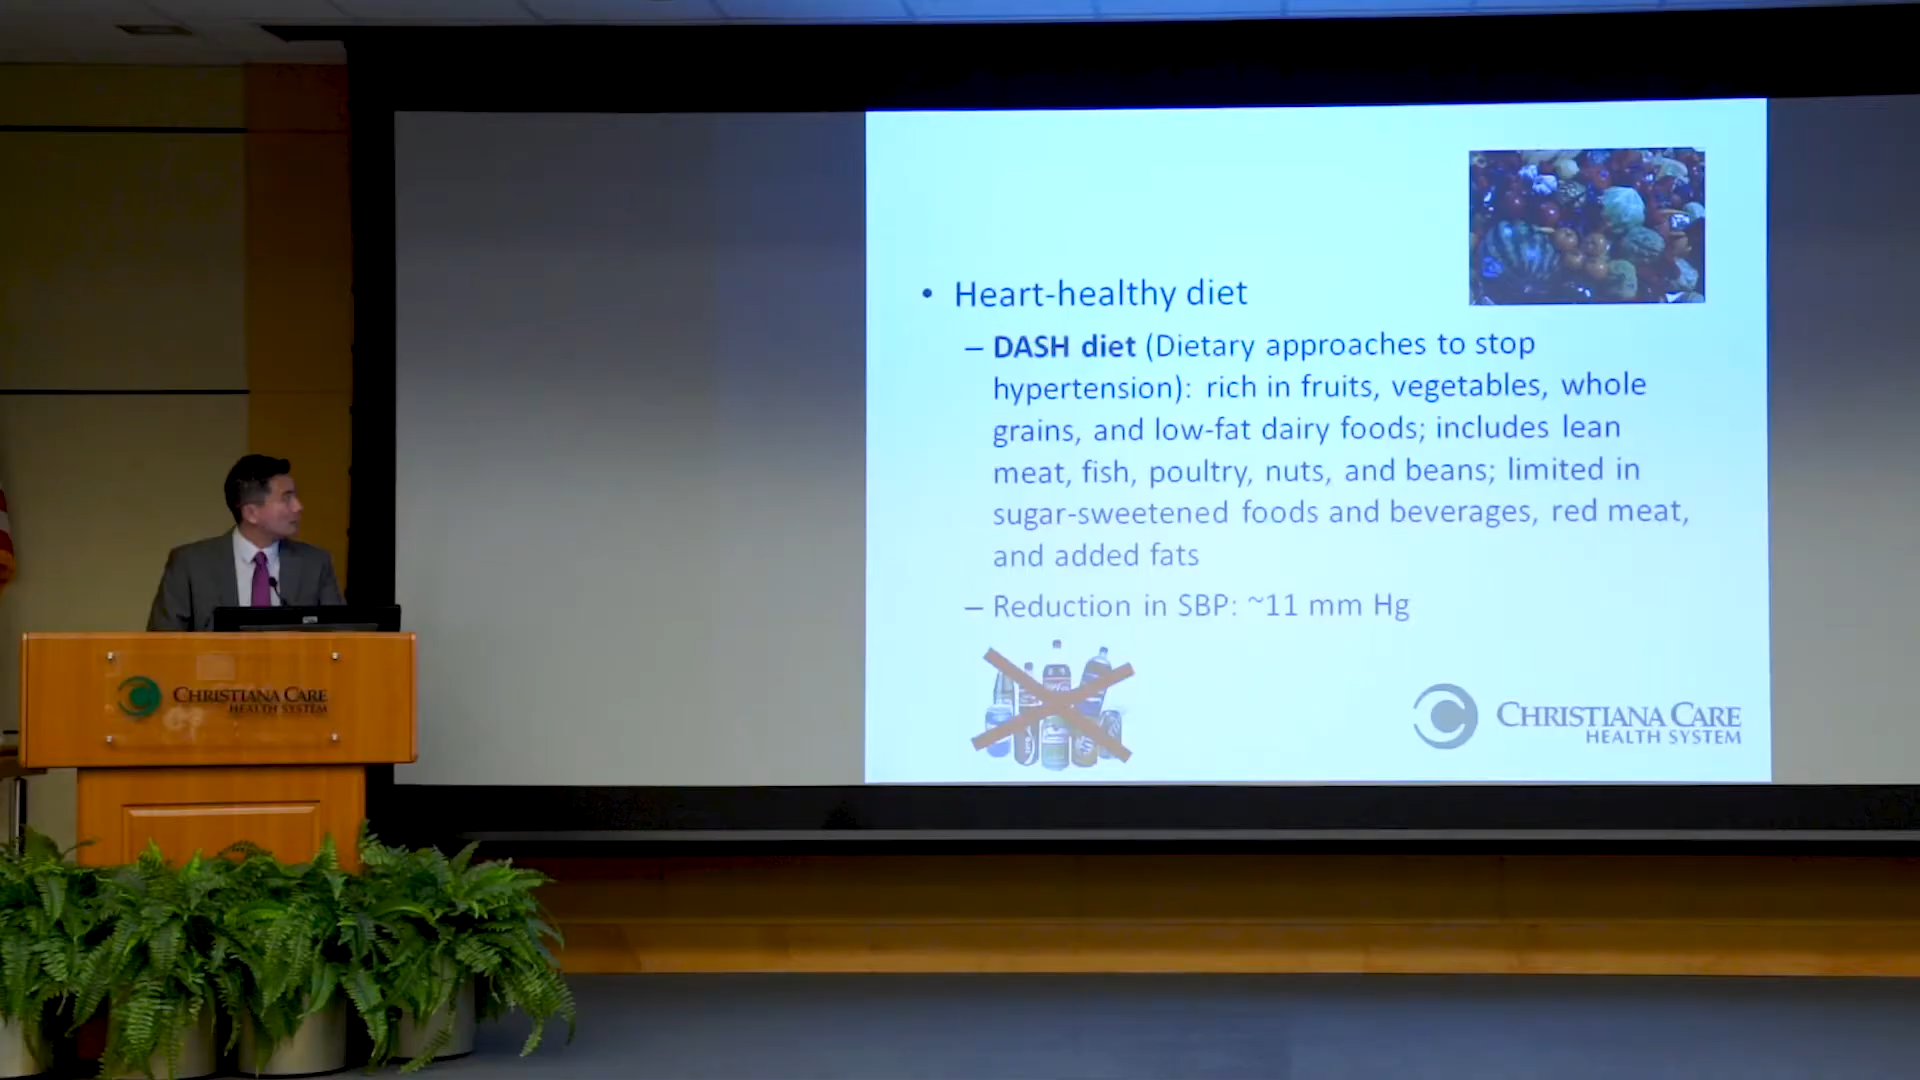 • Heart-healthy diet
– DASH diet (Dietary approaches to stop
hypertension): rich in fruits, vegetables, whole
grains, and low-fat dairy foods; includes lean
meat, fish, poultry, nuts, and beans; limited in
sugar-sweetened foods and beverages, red meat,
and added fats
– Reduction in SBP: ~11 mm Hg
CHRISTIANA CARE
HEALTH SYSTEM
CHRISTIANA CARE
HEALTH SYSTEM